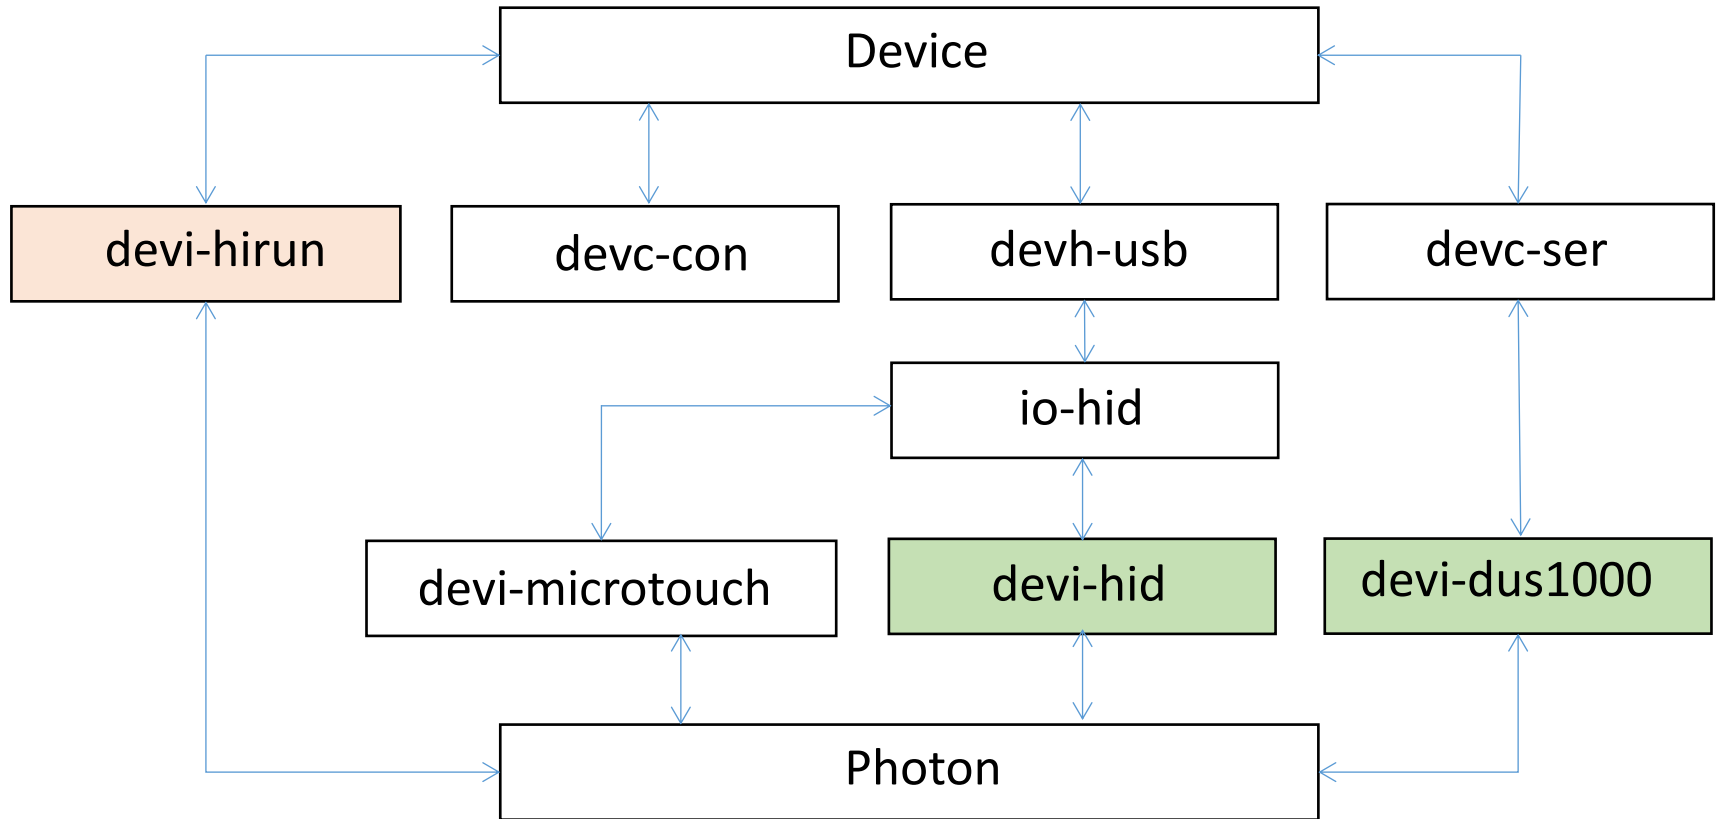 Device
devi-hirun
devc-con
devh-usb
devc-ser
io-hid
devi-microtouch
devi-hid
devi-dus1000
Photon